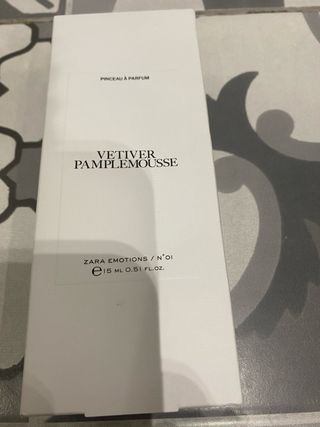 PINCEAU À PARFUM
VETIVER
PAMPLEMOUSSE
ZARA EMOTIONS / N°01
℮15 ML 0.51 FL.OZ.